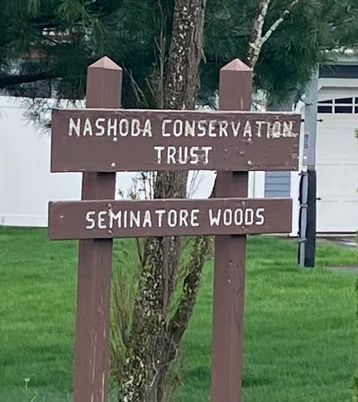 NASHOBA CONSERVATION
TRUST
SEMINATORE WOODS